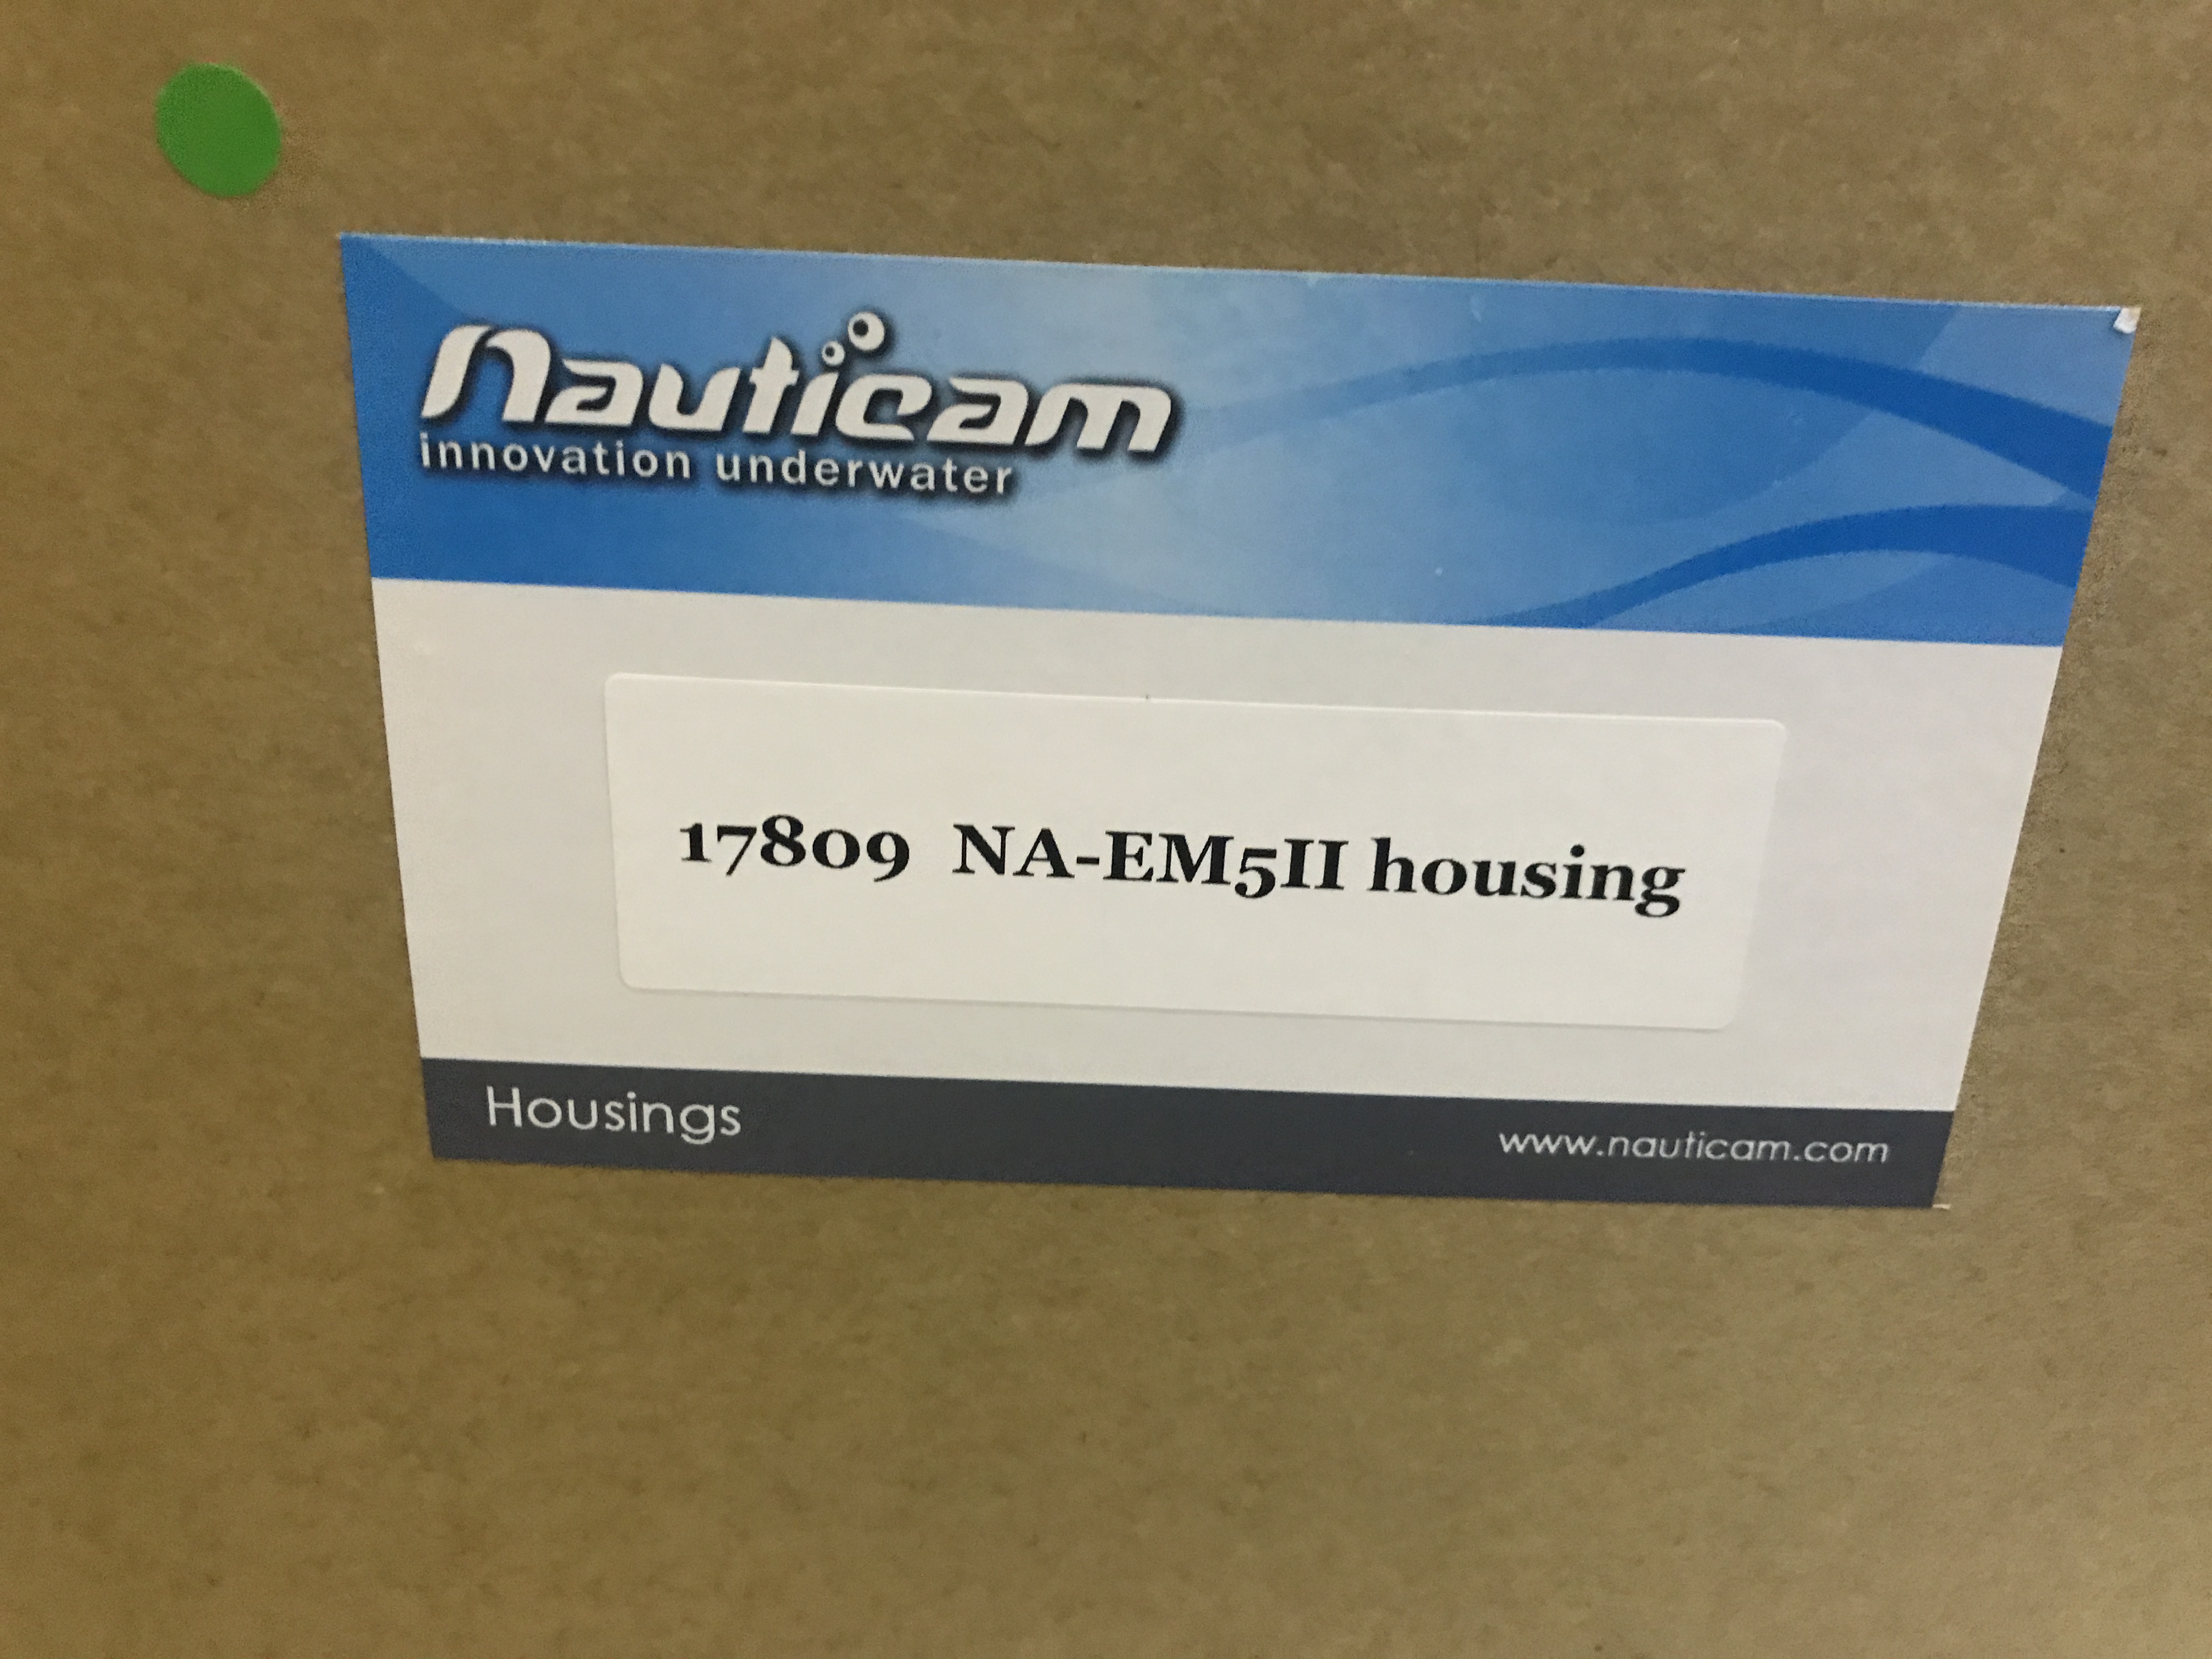 nauticam
innovation underwater
17809 NA-EM5II housing
Housings
www.nauticam.com